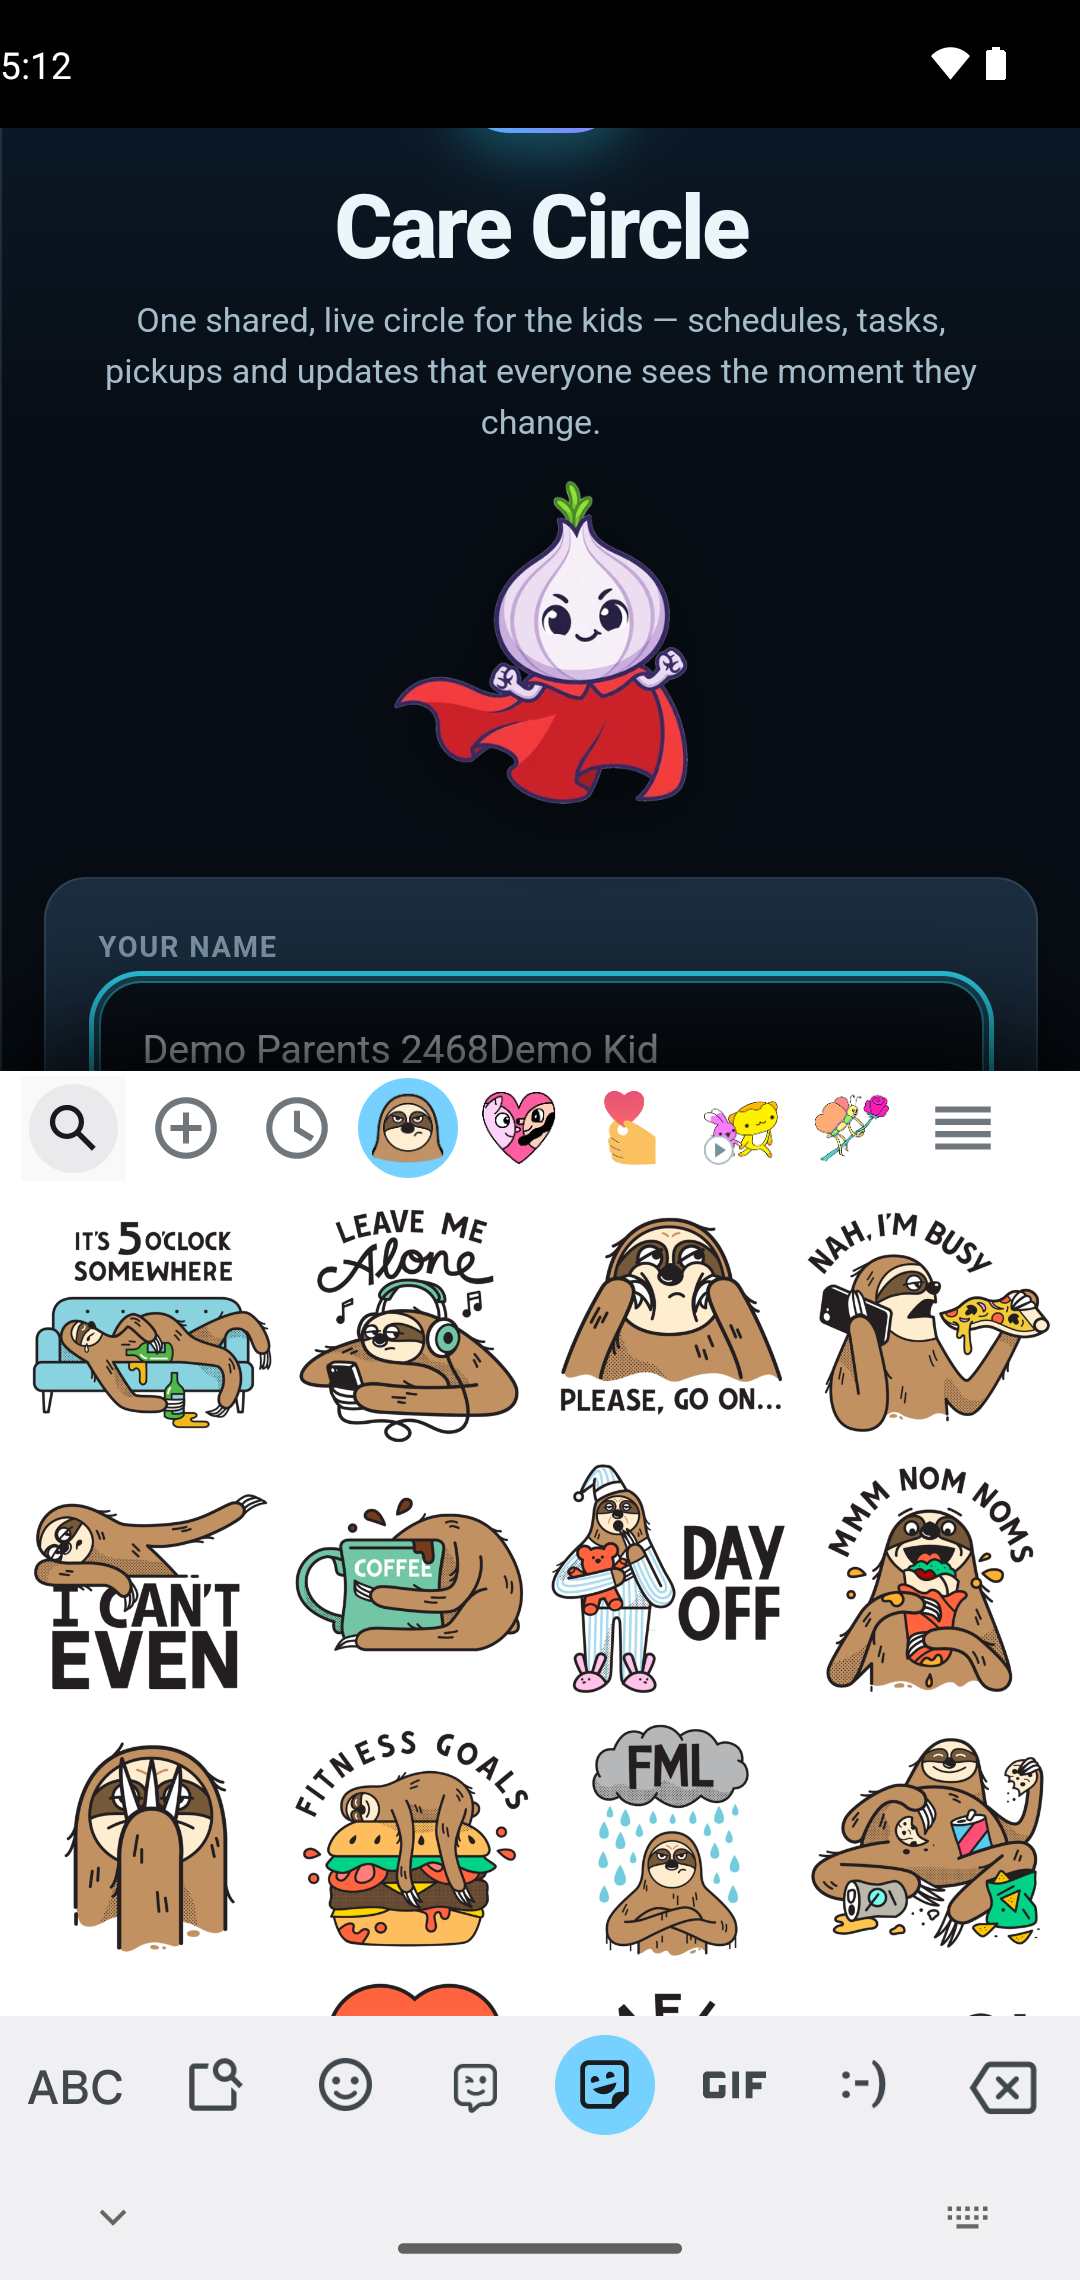 5:12
Care Circle
One shared, live circle for the kids — schedules, tasks,
pickups and updates that everyone sees the moment they
change.
YOUR NAME
Demo Parents 2468Demo Kid
IT'S 5 O'CLOCK
SOMEWHERE
LEAVE ME
Alone
PLEASE, GO ON...
NAH, I'M BUSY
I CAN'T
EVEN
COFFEE
DAY
OFF
MMM NOM NOMS
FITNESS GOALS
FML
ABC
GIF
:-)